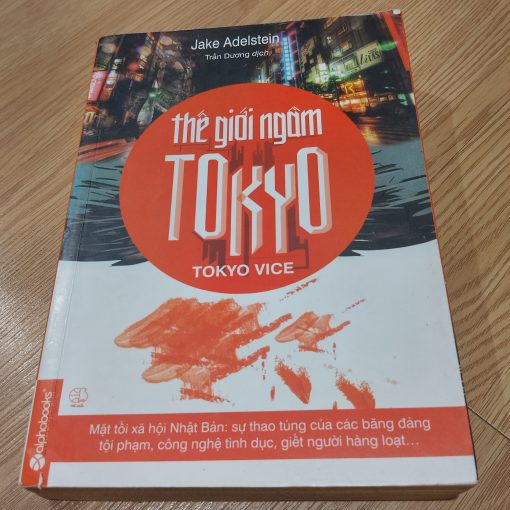 Jake Adelstein
Trần Dương dịch
thế giới ngầm
TOKYO
TOKYO VICE
alphabooks®
Mặt tối xã hội Nhật Bản: sự thao túng của các băng đảng
tội phạm, công nghệ tình dục, giết người hàng loạt...